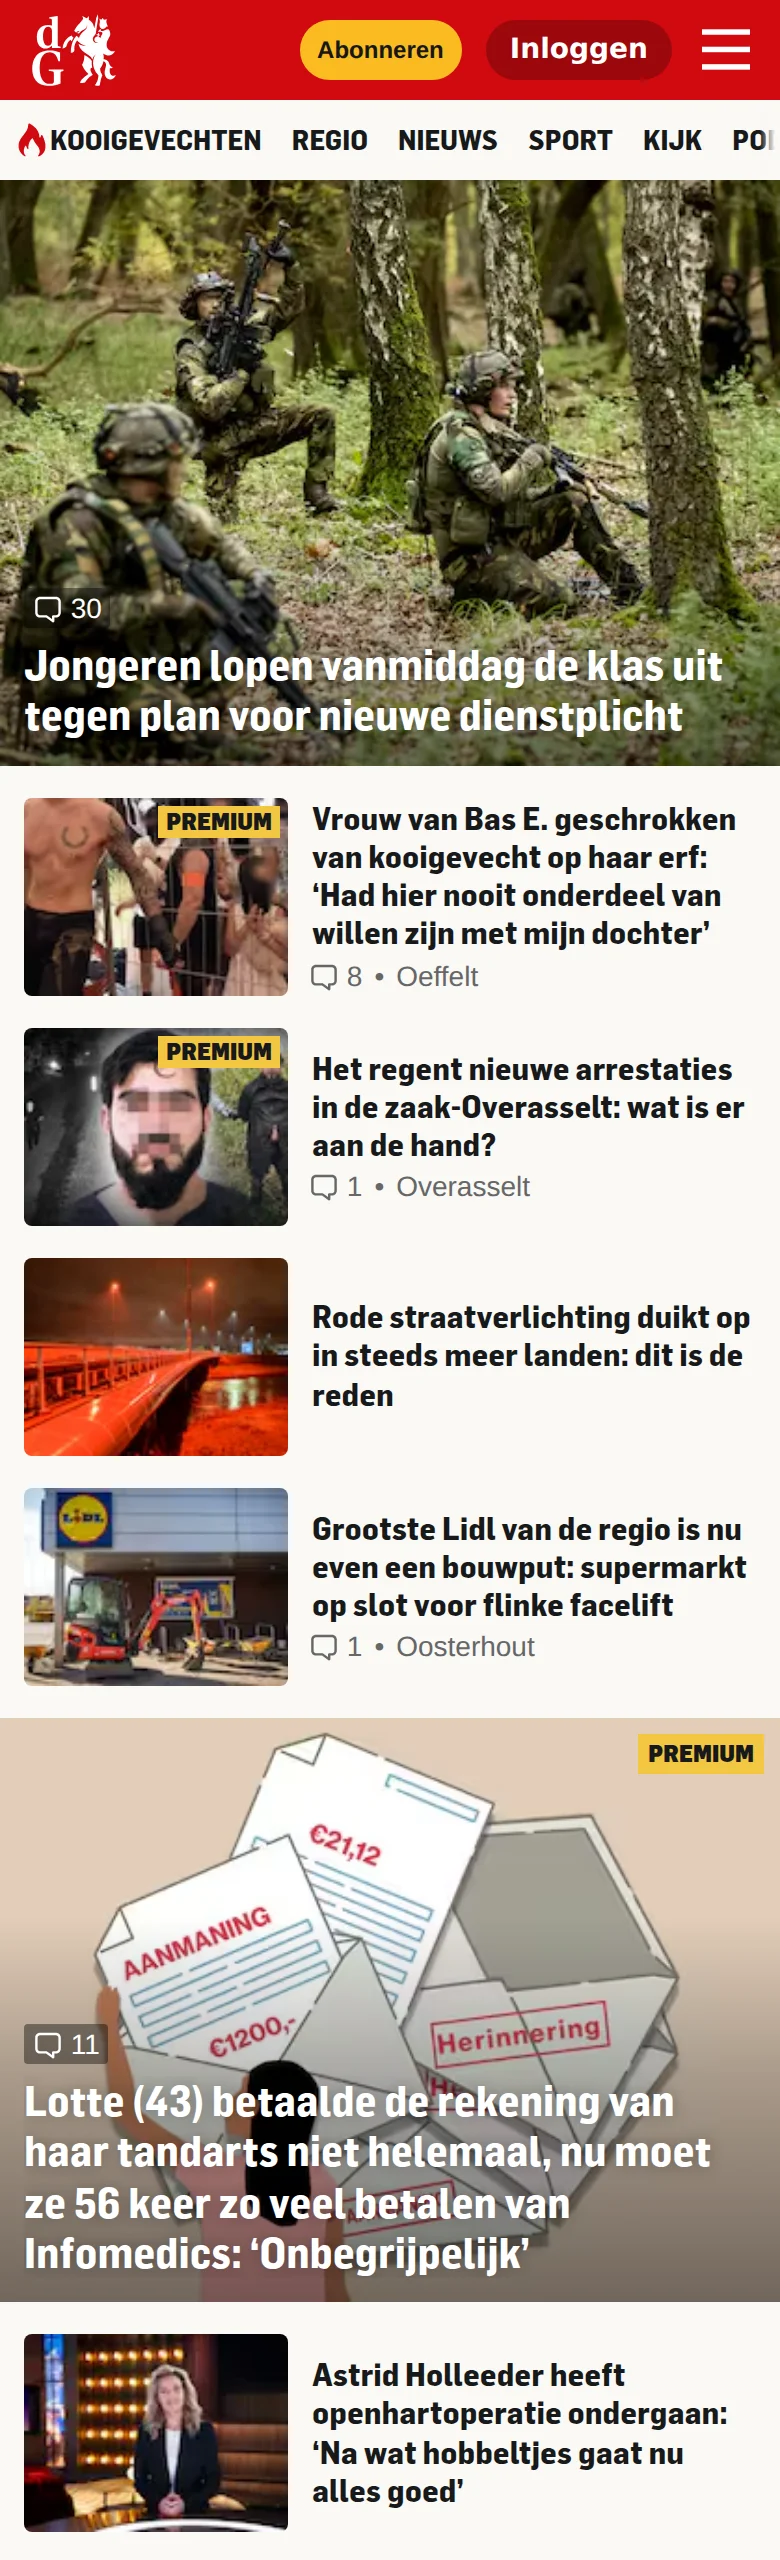 dG
Abonneren
Inloggen
KOOIGEVECHTEN REGIO NIEUWS SPORT KIJK
30
Jongeren lopen vanmiddag de klas uit
tegen plan voor nieuwe dienstplicht
PREMIUM
Vrouw van Bas E. geschrokken
van kooigevecht op haar erf:
‘Had hier nooit onderdeel van
willen zijn met mijn dochter’
8 • Oeffelt
PREMIUM
Het regent nieuwe arrestaties
in de zaak-Overasselt: wat is er
aan de hand?
1 • Overasselt
Rode straatverlichting duikt op
in steeds meer landen: dit is de
reden
LIDL
Grootste Lidl van de regio is nu
even een bouwput: supermarkt
op slot voor flinke facelift
1 • Oosterhout
PREMIUM
€21,12
AANMANING
€1200,-
Herinnering
11
Lotte (43) betaalde de rekening van
haar tandarts niet helemaal, nu moet
ze 56 keer zo veel betalen van
Infomedics: ‘Onbegrijpelijk’
Astrid Holleeder heeft
openhartoperatie ondergaan:
‘Na wat hobbeltjes gaat nu
alles goed’